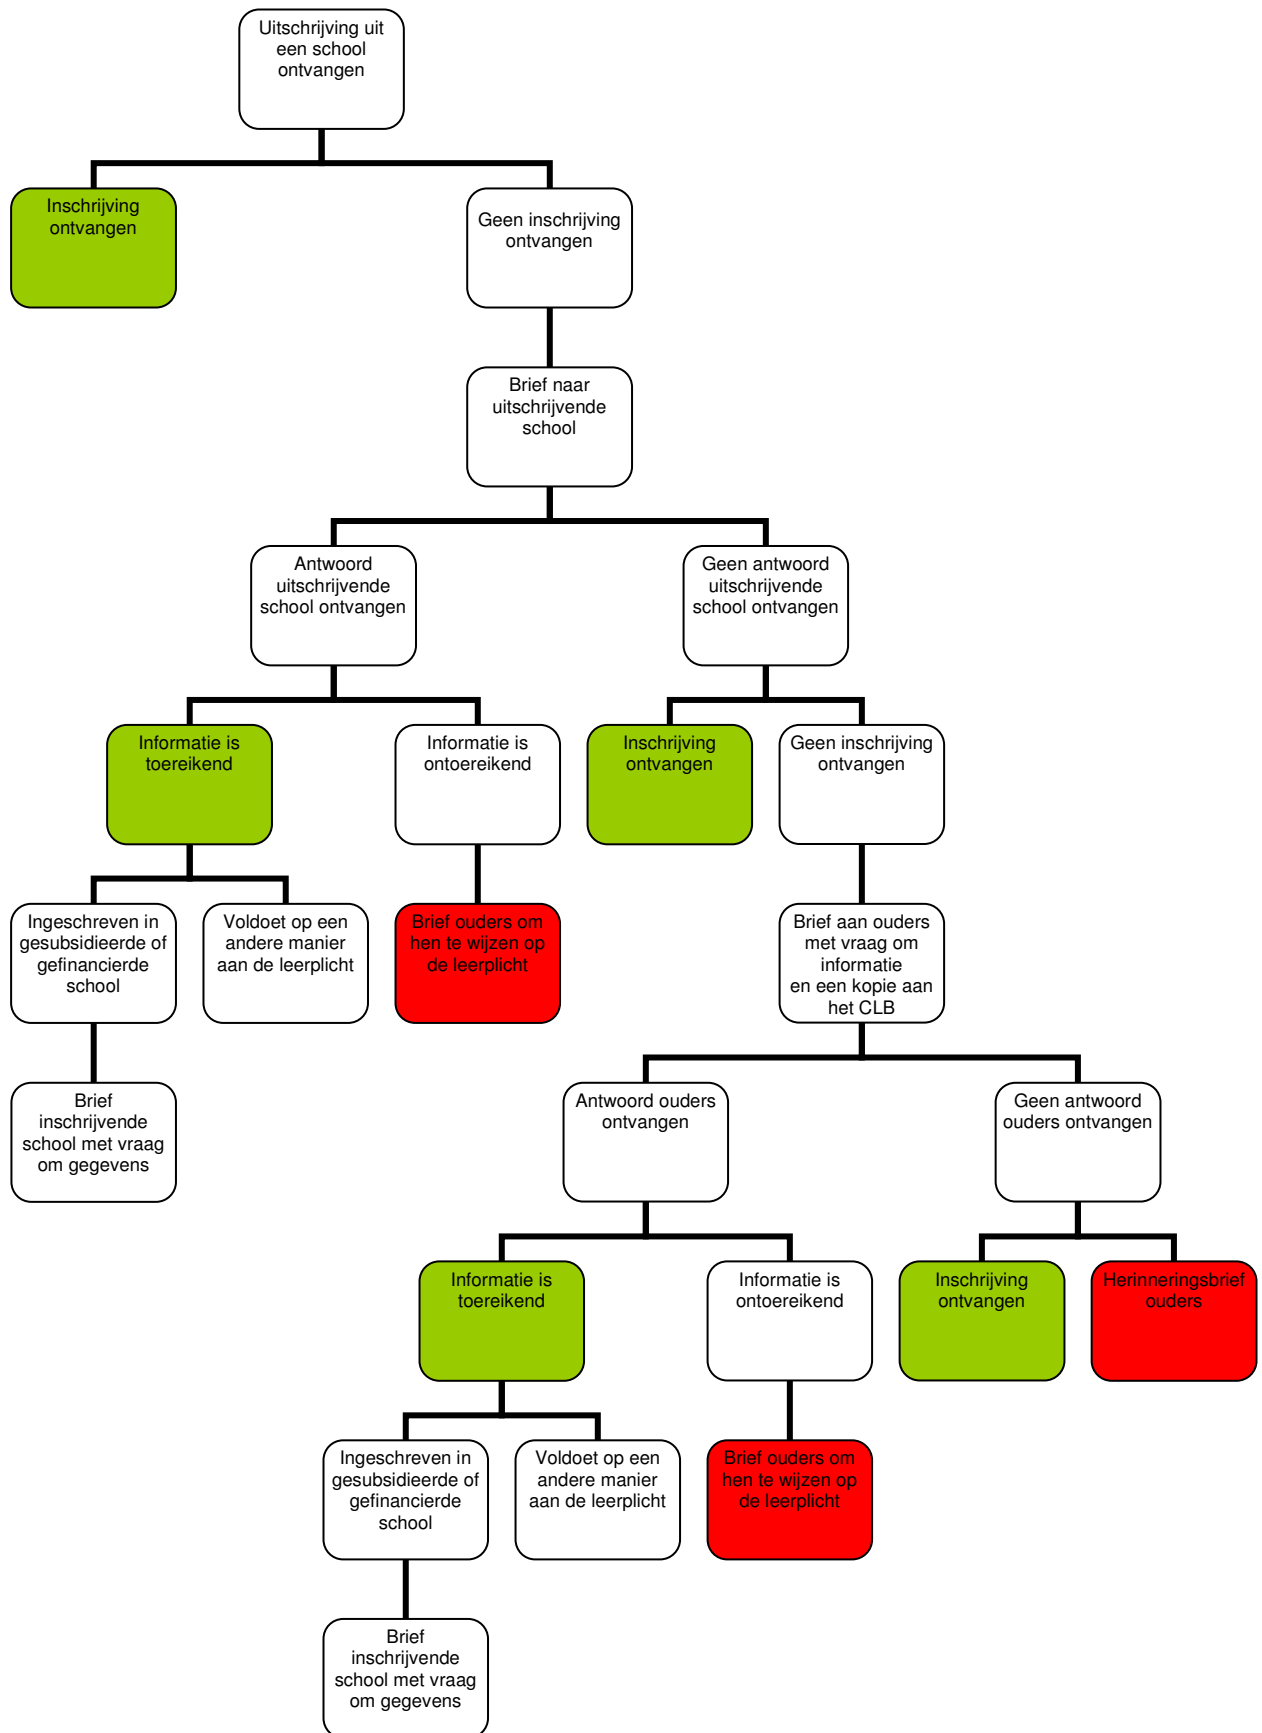 Uitschrijving uit
een school
ontvangen
Inschrijving
ontvangen
Geen inschrijving
ontvangen
Brief naar
uitschrijvende
school
Antwoord
uitschrijvende
school ontvangen
Geen antwoord
uitschrijvende
school ontvangen
Informatie is
toereikend
Informatie is
ontoereikend
Inschrijving
ontvangen
Geen inschrijving
ontvangen
Ingeschreven in
gesubsidieerde of
gefinancierde
school
Voldoet op een
andere manier
aan de leerplicht
Brief ouders om
hen te wijzen op
de leerplicht
Brief aan ouders
met vraag om
informatie
en een kopie aan
het CLB
Brief
inschrijvende
school met vraag
om gegevens
Antwoord ouders
ontvangen
Geen antwoord
ouders ontvangen
Informatie is
toereikend
Informatie is
ontoereikend
Inschrijving
ontvangen
Herinneringsbrief
ouders
Ingeschreven in
gesubsidieerde of
gefinancierde
school
Voldoet op een
andere manier
aan de leerplicht
Brief ouders om
hen te wijzen op
de leerplicht
Brief
inschrijvende
school met vraag
om gegevens